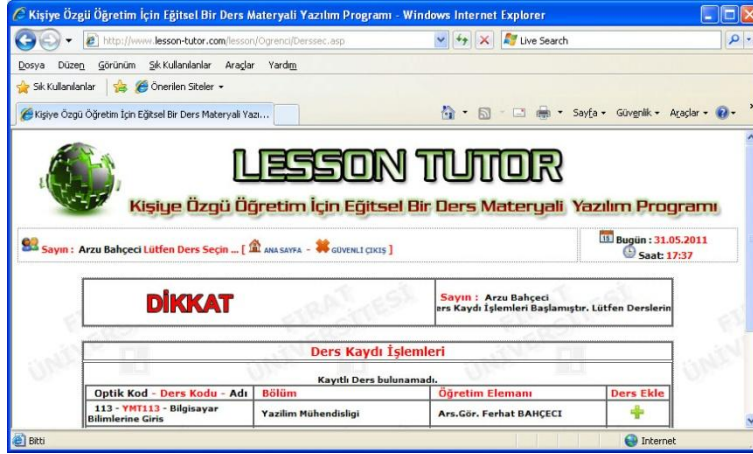 Kişiye Özgü Öğretim İçin Eğitsel Bir Ders Materyali Yazılım Programı - Windows Internet Explorer
http://www.lesson-tutor.com/lesson/Ogrenci/Derssec.asp
Live Search
Dosya Düzen Görünüm Sık Kullanılanlar Araçlar Yardım
Sık Kullanılanlar Önerilen Siteler
Kişiye Özgü Öğretim İçin Eğitsel Bir Ders Materyali Yazı...
Sayfa Güvenlik Araçlar
LESSON TUTOR
Kişiye Özgü Öğretim İçin Eğitsel Bir Ders Materyali Yazılım Programı
Sayın : Arzu Bahçeci Lütfen Ders Seçin ... [ ANA SAYFA - GÜVENLİ ÇIKIŞ ]
Bugün : 31.05.2011
Saat: 17:37
DİKKAT
Sayın : Arzu Bahçeci
ers Kaydı İşlemleri Başlamıştır. Lütfen Derslerin
FIRAT ÜNİVERSİTESİ
Ders Kaydı İşlemleri
Kayıtlı Ders bulunamadı.
Optik Kod - Ders Kodu - Adı Bölüm Öğretim Elemanı Ders Ekle
113 - YMT113 - Bilgisayar Bilimlerine Giris Yazilim Mühendisligi Ars.Gör. Ferhat BAHÇECI
Bitti
Internet